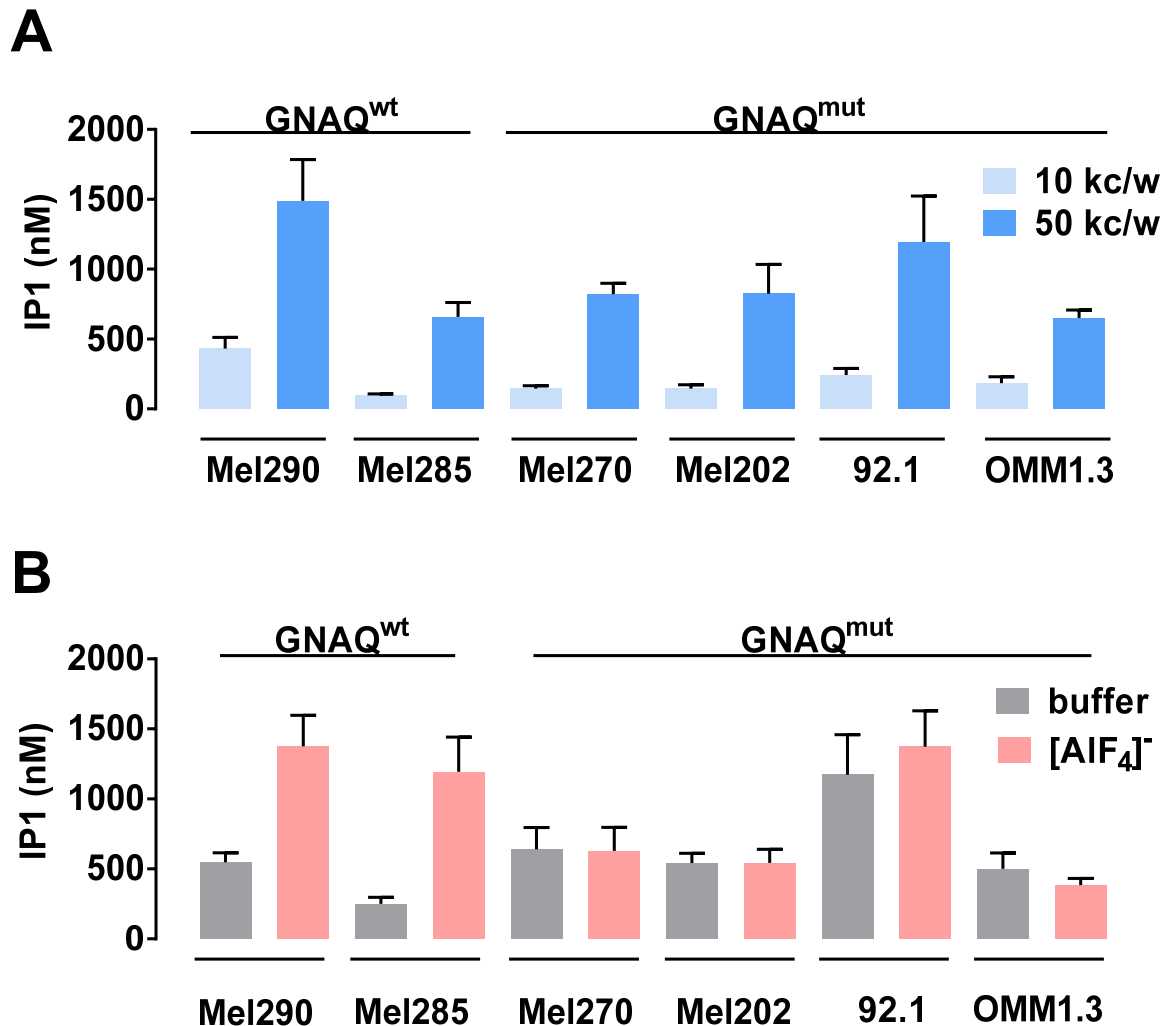 A
GNAQwt GNAQmut
2000
1500
1000
500
0
IP1 (nM)
10 kc/w
50 kc/w
Mel290 Mel285 Mel270 Mel202 92.1 OMM1.3
B
GNAQwt GNAQmut
2000
1500
1000
500
0
IP1 (nM)
buffer
[AlF4]-
Mel290 Mel285 Mel270 Mel202 92.1 OMM1.3